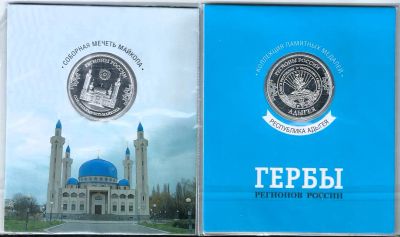 СОБОРНАЯ МЕЧЕТЬ МАЙКОПА
РЕГИОНЫ РОССИИ
КОЛЛЕКЦИЯ ПАМЯТНЫХ МЕДАЛЕЙ
РЕГИОНЫ РОССИИ
АДЫГЕЯ
РЕСПУБЛИКА АДЫГЕЯ
ГЕРБЫ
РЕГИОНОВ РОССИИ